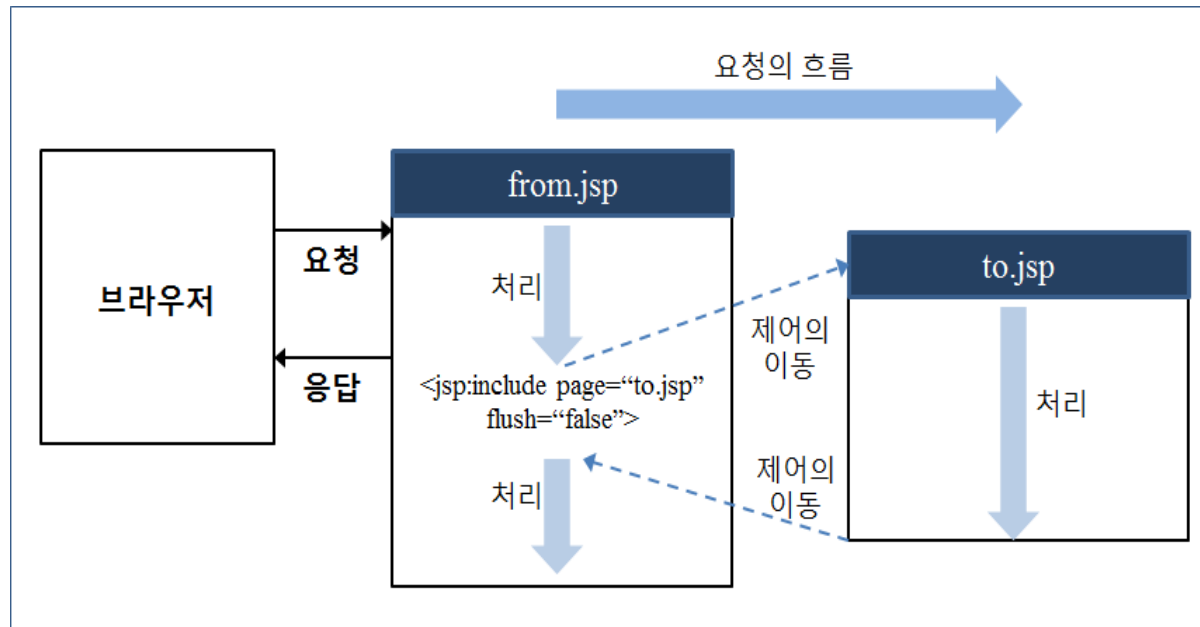 요청의 흐름
from.jsp
요청
처리
to.jsp
브라우저
제어의
이동
응답
<jsp:include page=“to.jsp”
flush=“false”>
처리
제어의
이동
처리